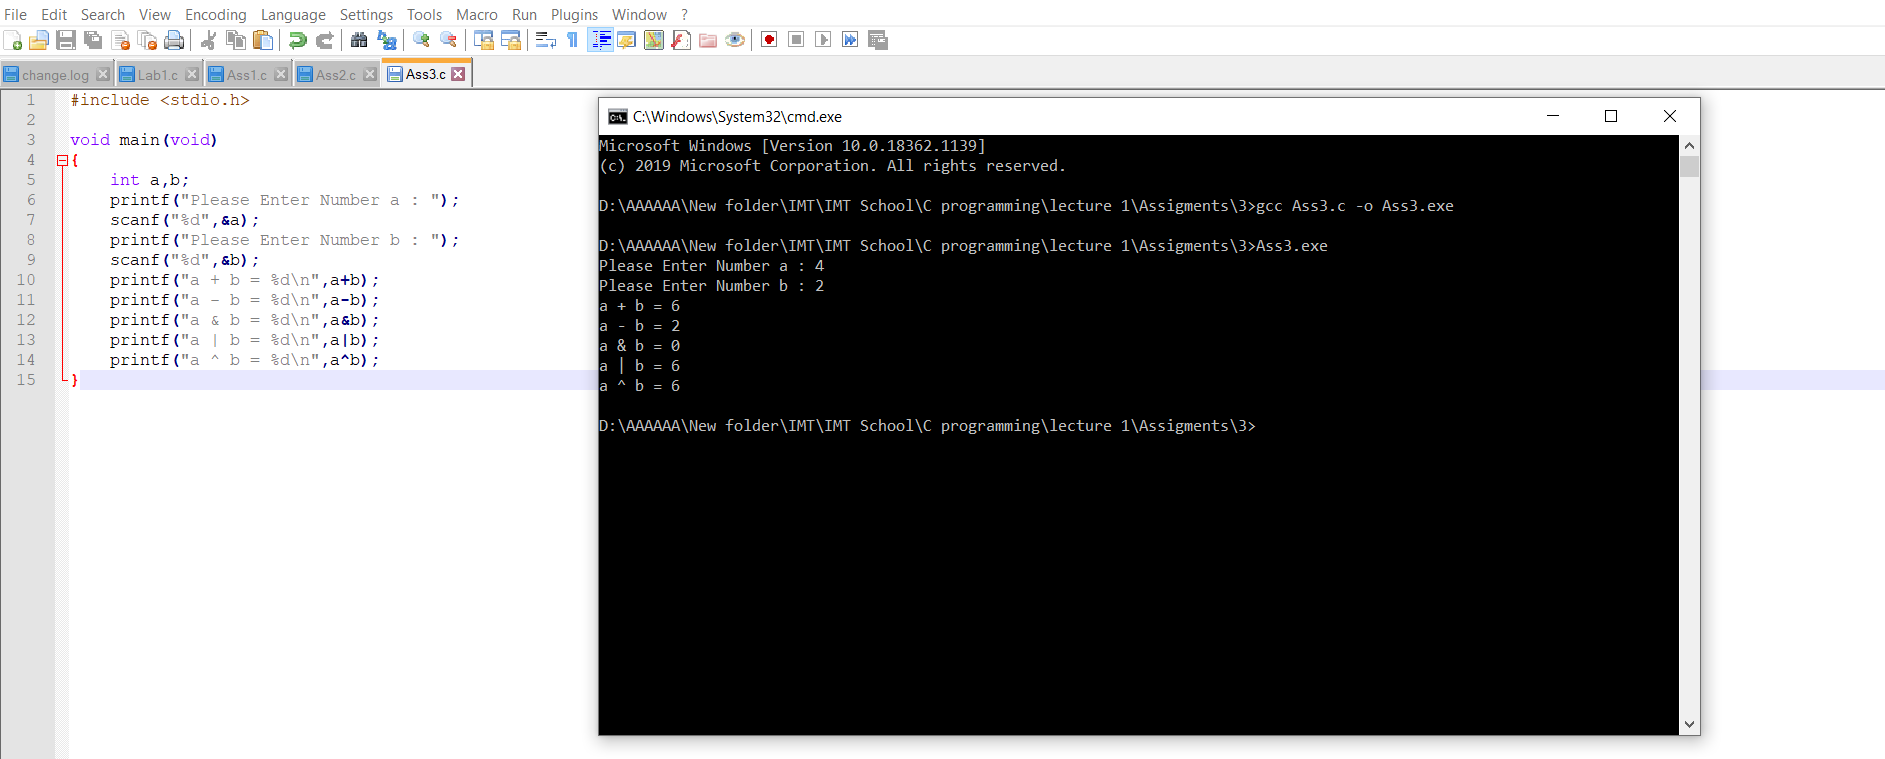 File Edit Search View Encoding Language Settings Tools Macro Run Plugins Window ?
change.log Lab1.c Ass1.c Ass2.c Ass3.c
1 #include <stdio.h>
2
3 void main(void)
4 {
5 int a,b;
6 printf("Please Enter Number a : ");
7 scanf("%d",&a);
8 printf("Please Enter Number b : ");
9 scanf("%d",&b);
10 printf("a + b = %d\n",a+b);
11 printf("a - b = %d\n",a-b);
12 printf("a & b = %d\n",a&b);
13 printf("a | b = %d\n",a|b);
14 printf("a ^ b = %d\n",a^b);
15 }
C:\Windows\System32\cmd.exe
Microsoft Windows [Version 10.0.18362.1139]
(c) 2019 Microsoft Corporation. All rights reserved.
D:\AAAAAA\New folder\IMT\IMT School\C programming\lecture 1\Assigments\3>gcc Ass3.c -o Ass3.exe
D:\AAAAAA\New folder\IMT\IMT School\C programming\lecture 1\Assigments\3>Ass3.exe
Please Enter Number a : 4
Please Enter Number b : 2
a + b = 6
a - b = 2
a & b = 0
a | b = 6
a ^ b = 6
D:\AAAAAA\New folder\IMT\IMT School\C programming\lecture 1\Assigments\3>